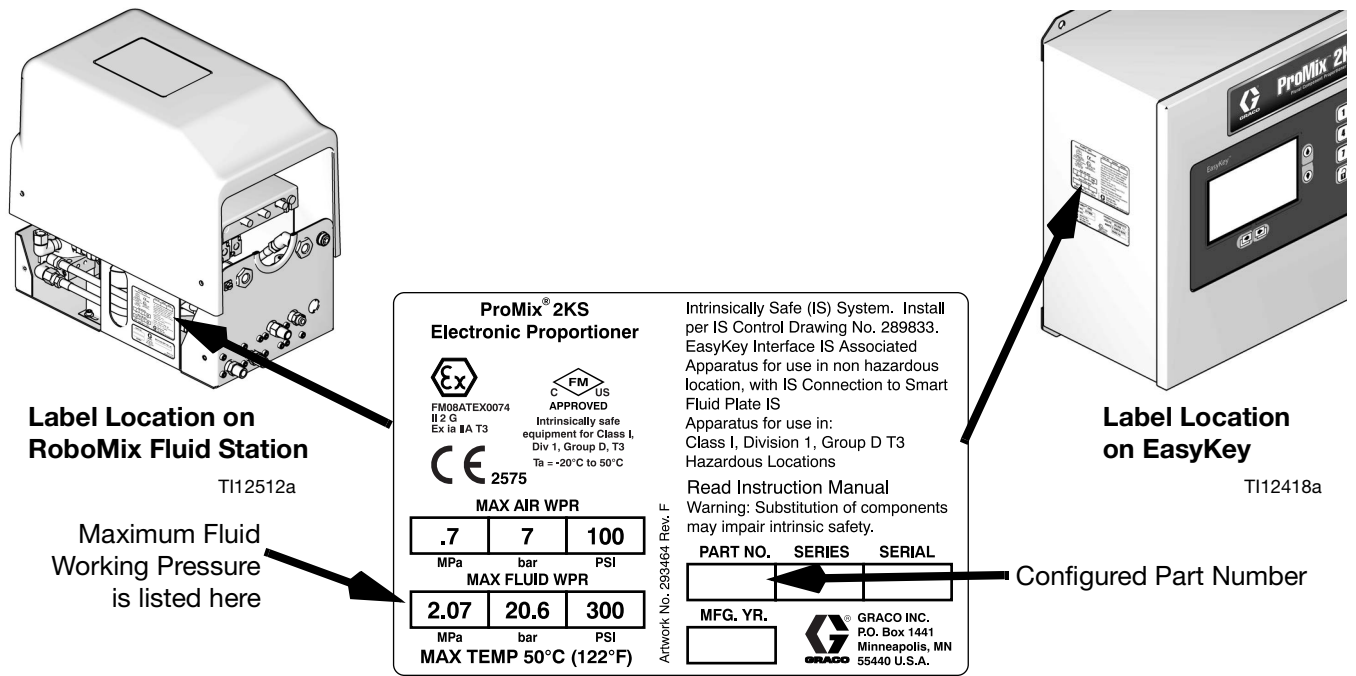 ProMix 2K
GRACO
EasyKey
1
4
7
Label Location on
RoboMix Fluid Station
TI12512a
Maximum Fluid
Working Pressure
is listed here
ProMix® 2KS
Electronic Proportioner
Ex
FM08ATEX0074
II 2 G
Ex ia IIA T3
CE 2575
FM
C US
APPROVED
Intrinsically safe
equipment for Class I,
Div 1, Group D, T3
Ta = -20°C to 50°C
MAX AIR WPR
.7 7 100
MPa bar PSI
MAX FLUID WPR
2.07 20.6 300
MPa bar PSI
MAX TEMP 50°C (122°F)
Artwork No. 293464 Rev. F
Intrinsically Safe (IS) System. Install
per IS Control Drawing No. 289833.
EasyKey Interface IS Associated
Apparatus for use in non hazardous
location, with IS Connection to Smart
Fluid Plate IS
Apparatus for use in:
Class I, Division 1, Group D T3
Hazardous Locations
Read Instruction Manual
Warning: Substitution of components
may impair intrinsic safety.
PART NO. SERIES SERIAL
MFG. YR.
GRACO
®
GRACO INC.
P.O. Box 1441
Minneapolis, MN
55440 U.S.A.
Label Location
on EasyKey
TI12418a
Configured Part Number